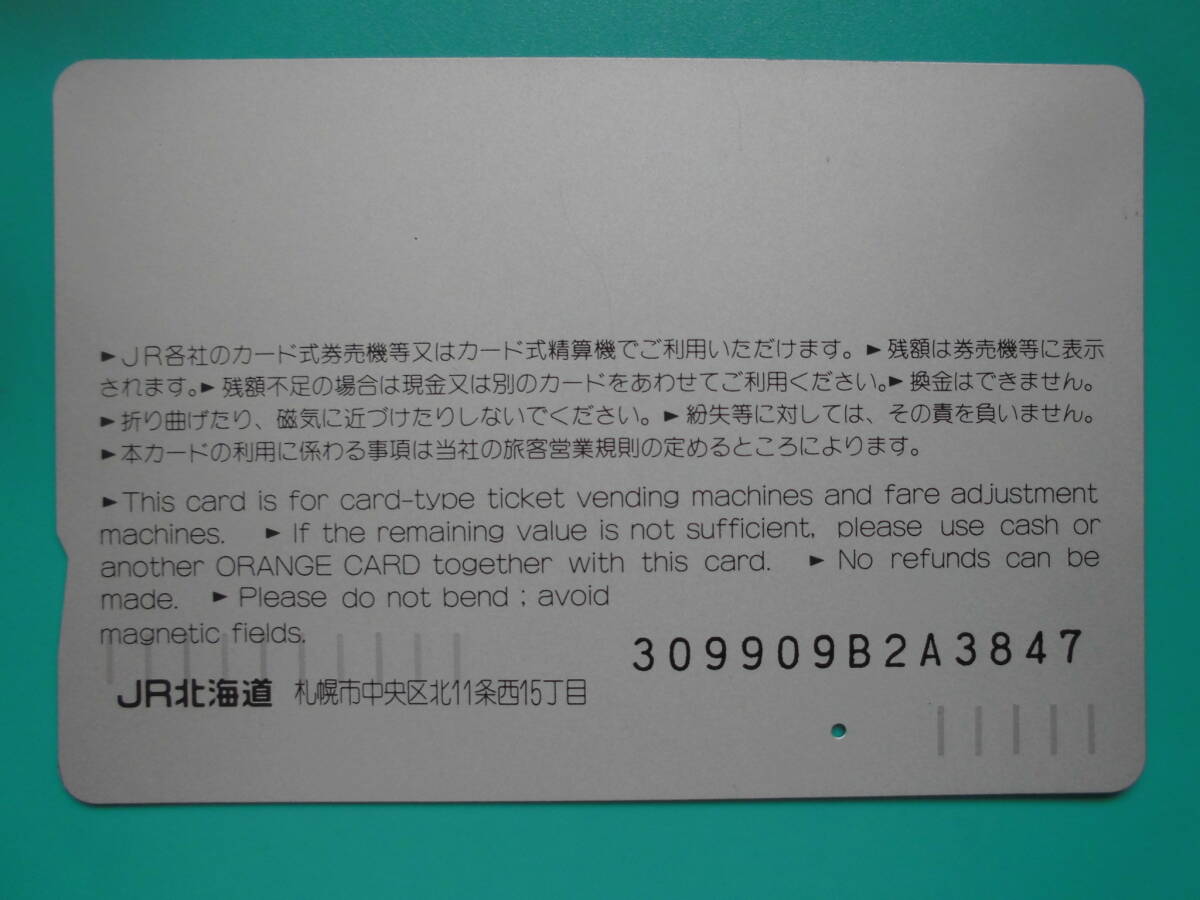 ►JR各社のカード式券売機等又はカード式精算機でご利用いただけます。►残額は券売機等に表示
されます。►残額不足の場合は現金又は別のカードをあわせてご利用ください。►換金はできません。
►折り曲げたり、磁気に近づけたりしないでください。►紛失等に対しては、その責を負いません。
►本カードの利用に係わる事項は当社の旅客営業規則の定めるところによります。
►This card is for card-type ticket vending machines and fare adjustment
machines. ►If the remaining value is not sufficient, please use cash or
another ORANGE CARD together with this card. ►No refunds can be
made. ►Please do not bend ; avoid
magnetic fields.
309909B2A3847
JR北海道 札幌市中央区北11条西15丁目